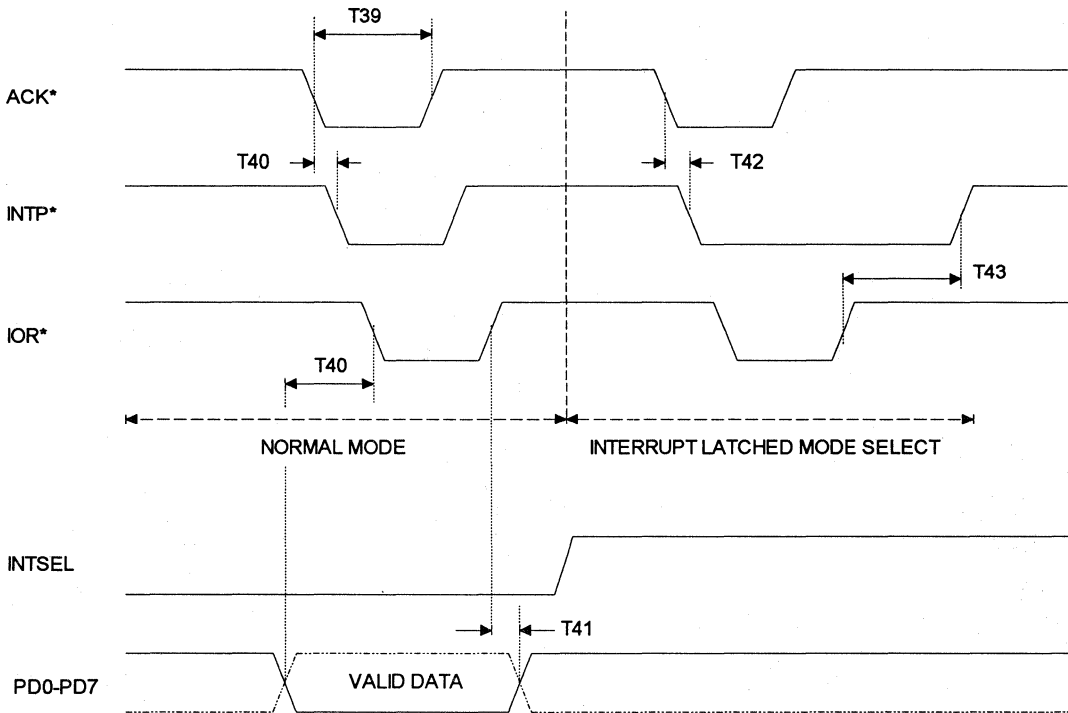 T39
ACK*
T40
T42
INTP*
T43
IOR*
T40
NORMAL MODE
INTERRUPT LATCHED MODE SELECT
INTSEL
T41
PD0-PD7
VALID DATA